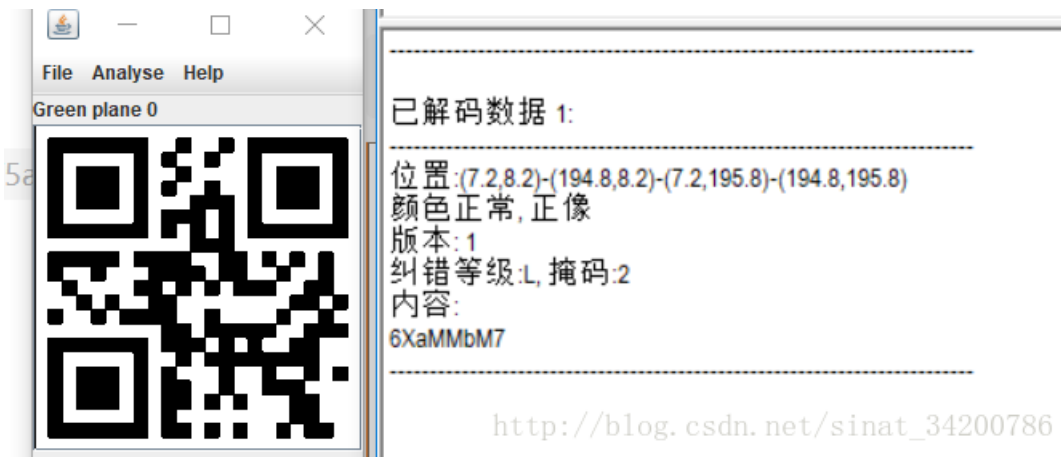 File Analyse Help
Green plane 0
5a
已解码数据 1:
位置:(7.2,8.2)-(194.8,8.2)-(7.2,195.8)-(194.8,195.8)
颜色正常, 正像
版本: 1
纠错等级:L, 掩码:2
内容:
6XaMMbM7
http://blog.csdn.net/sinat_34200786